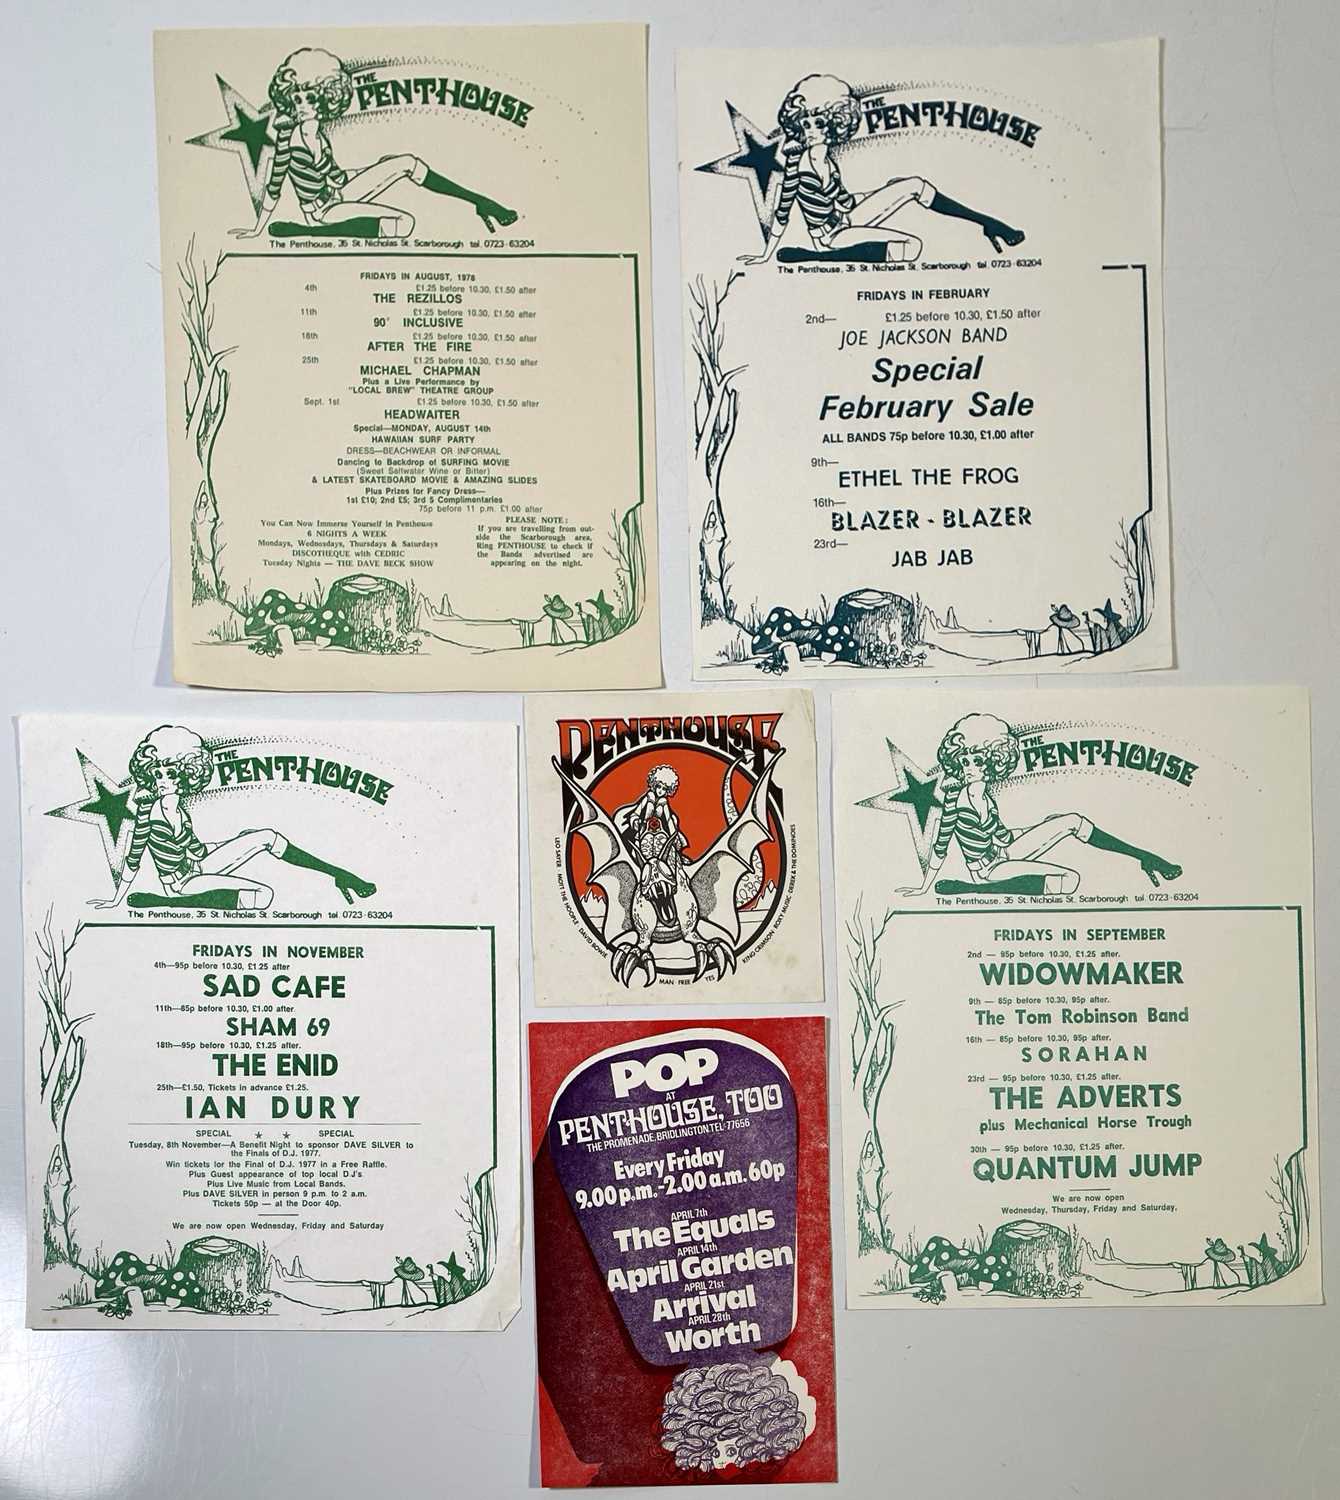 THE
PENTHOUSE
The Penthouse, 35 St. Nicholas St. Scarborough tel. 0723-63204
FRIDAYS IN AUGUST, 1978
4th £1.25 before 10.30, £1.50 after
THE REZILLOS
11th £1.25 before 10.30, £1.50 after
90° INCLUSIVE
18th £1.25 before 10.30, £1.50 after
AFTER THE FIRE
25th £1.25 before 10.30, £1.50 after
MICHAEL CHAPMAN
Plus a Live Performance by
"LOCAL BREW" THEATRE GROUP
Sept. 1st £1.25 before 10.30, £1.50 after
HEADWAITER
Special—MONDAY, AUGUST 14th
HAWAIIAN SURF PARTY
DRESS—BEACHWEAR OR INFORMAL
Dancing to Backdrop of SURFING MOVIE
(Sweet Saltwater Wine or Bitter)
& LATEST SKATEBOARD MOVIE & AMAZING SLIDES
Plus Prizes for Fancy Dress—
1st £10; 2nd £5; 3rd 5 Complimentaries
75p before 11 p.m. £1.00 after
You Can Now Immerse Yourself in Penthouse
6 NIGHTS A WEEK
Mondays, Wednesdays, Thursdays & Saturdays
DISCOTHEQUE with CEDRIC
Tuesday Nights — THE DAVE BECK SHOW
PLEASE NOTE:
If you are travelling from out-
side the Scarborough area,
Ring PENTHOUSE to check if
the Bands advertised are
appearing on the night.
THE
PENTHOUSE
The Penthouse, 35 St. Nicholas St. Scarborough tel. 0723-63204
FRIDAYS IN FEBRUARY
2nd— £1.25 before 10.30, £1.50 after
JOE JACKSON BAND
Special
February Sale
ALL BANDS 75p before 10.30, £1.00 after
9th—
ETHEL THE FROG
16th—
BLAZER - BLAZER
23rd—
JAB JAB
THE
PENTHOUSE
The Penthouse, 35 St. Nicholas St. Scarborough tel. 0723-63204
FRIDAYS IN NOVEMBER
4th—95p before 10.30, £1.25 after
SAD CAFE
11th—85p before 10.30, £1.00 after.
SHAM 69
18th—95p before 10.30, £1.25 after.
THE ENID
25th—£1.50, Tickets in advance £1.25.
IAN DURY
SPECIAL ★ ★ SPECIAL
Tuesday, 8th November—A Benefit Night to sponsor DAVE SILVER to
the Finals of D.J. 1977.
Win tickets for the Final of D.J. 1977 in a Free Raffle.
Plus Guest appearance of top local D J's
Plus Live Music from Local Bands.
Plus DAVE SILVER in person 9 p.m. to 2 a.m.
Tickets 50p — at the Door 40p.
We are now open Wednesday, Friday and Saturday
PENTHOUSE
LEO SAYER · MOTT THE HOOPLE · DAVID BOWIE
MAN FREE YES
KING CRIMSON · ROXY MUSIC · DEREK & THE DOMINOES
POP
AT
PENTHOUSE, TOO
THE PROMENADE, BRIDLINGTON. TEL: 77656
Every Friday
9.00p.m.-2.00a.m. 60p
APRIL 7th
The Equals
APRIL 14th
April Garden
APRIL 21st
Arrival
APRIL 28th
Worth
THE
PENTHOUSE
The Penthouse, 35 St. Nicholas St. Scarborough tel. 0723-63204
FRIDAYS IN SEPTEMBER
2nd — 95p before 10.30, £1.25 after.
WIDOWMAKER
9th — 85p before 10.30, 95p after.
The Tom Robinson Band
16th — 85p before 10.30, 95p after.
SORAHAN
23rd — 95p before 10.30, £1.25 after.
THE ADVERTS
plus Mechanical Horse Trough
30th — 95p before 10.30, £1.25 after.
QUANTUM JUMP
We are now open
Wednesday, Thursday, Friday and Saturday.